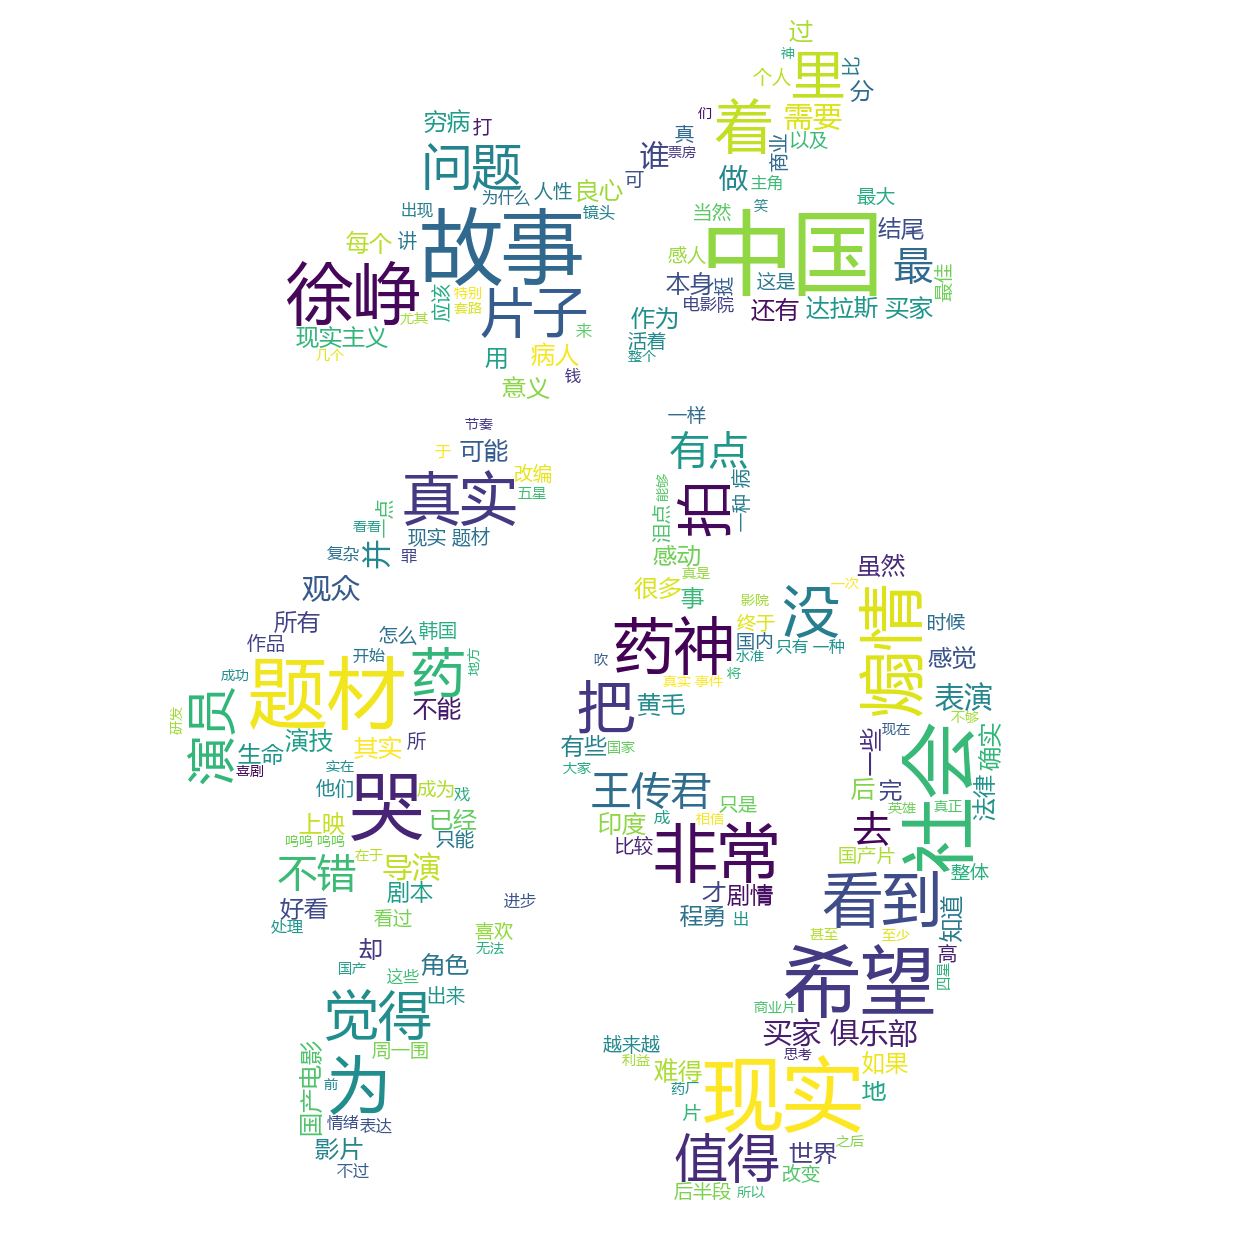 过
神
里
比
个人
分
们
着
需要
穷病
打
真
商业
以及
问题
谁
票房
可
做
主角
为什么
人性
良心
最大
出现
镜头
当然
笑
每个
讲
故事
中国
结尾
感人
最
徐峥
应该
特别
套路
本身
挺
这是
最佳
尤其
片子
电影院
还有
达拉斯
买家
现实主义
来
作为
几个
用
病人
活着
整个
钱
意义
一样
节奏
于
可能
有点
真实
改编
五星
能够
拍
病
一种
一点
看看
泪点
现实 题材
复杂
并
罪
感动
虽然
真是
观众
很多
事
影院
没
一次
煽情
所有
韩国
药神
终于
时候
作品
怎么
国内
只有 一种
开始
吹
水准
感觉
成功
题材
药
地方
真实 事件
将
不能
把
黄毛
表演
研发
演员
不够
生命
演技
其实
所
有些
国家
一些
现在
社会
确实
喜剧
实在
大家
他们
哭
成为
戏
王传君
后
完
法律
只是
英雄
真正
上映
已经
印度
成
相信
去
呜呜 呜呜
只能
比较
非常
国产片
在于
不错
导演
整体
剧本
才
剧情
看到
好看
进步
知道
处理
看过
喜欢
程勇
出
甚至
至少
却
无法
国产
这些
角色
希望
高
四星
觉得
出来
商业片
买家 俱乐部
国产电影
周一围
越来越
思考
利益
难得
如果
为
前
药厂
现实
地
片
情绪
表达
影片
值得
世界
之后
不过
改变
后半段
所以